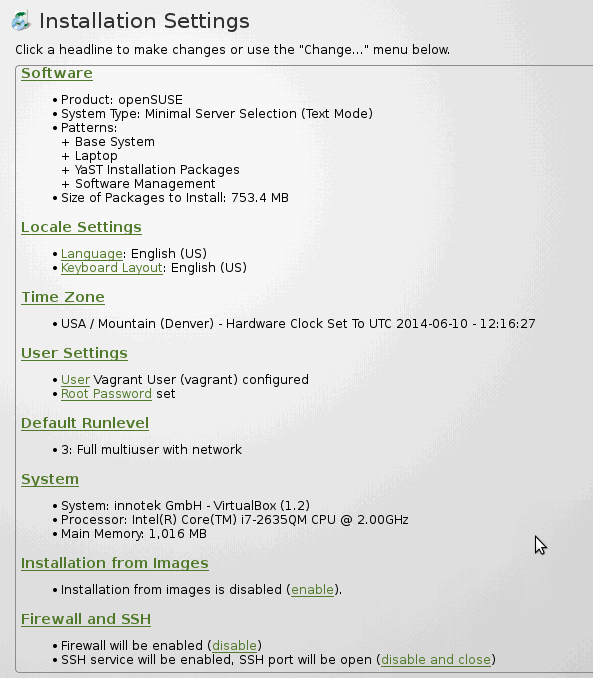 Installation Settings
Click a headline to make changes or use the "Change..." menu below.
Software
• Product: openSUSE
• System Type: Minimal Server Selection (Text Mode)
• Patterns:
+ Base System
+ Laptop
+ YaST Installation Packages
+ Software Management
• Size of Packages to Install: 753.4 MB
Locale Settings
• Language: English (US)
• Keyboard Layout: English (US)
Time Zone
• USA / Mountain (Denver) - Hardware Clock Set To UTC 2014-06-10 - 12:16:27
User Settings
• User Vagrant User (vagrant) configured
• Root Password set
Default Runlevel
• 3: Full multiuser with network
System
• System: innotek GmbH - VirtualBox (1.2)
• Processor: Intel(R) Core(TM) i7-2635QM CPU @ 2.00GHz
• Main Memory: 1,016 MB
Installation from Images
• Installation from images is disabled (enable).
Firewall and SSH
• Firewall will be enabled (disable)
• SSH service will be enabled, SSH port will be open (disable and close)